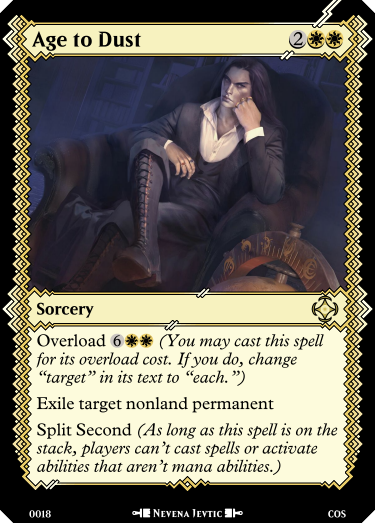 Age to Dust
2
Sorcery
Overload 6 (You may cast this spell
for its overload cost. If you do, change
“target” in its text to “each.”)
Exile target nonland permanent
Split Second (As long as this spell is on the
stack, players can’t cast spells or activate
abilities that aren’t mana abilities.)
0018
Nevena Jevtic
COS